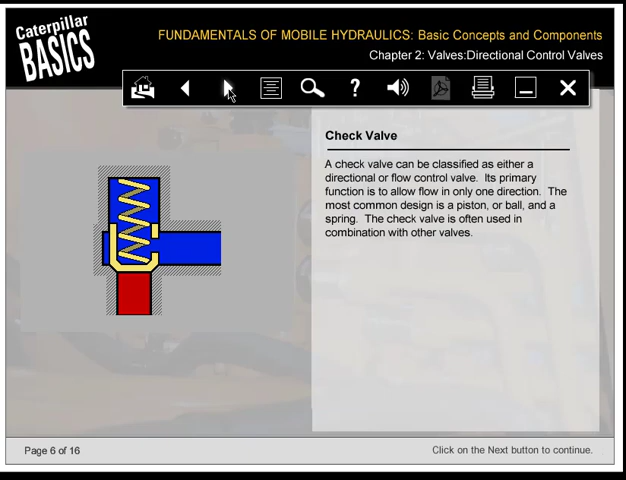 Caterpillar
BASICS
FUNDAMENTALS OF MOBILE HYDRAULICS: Basic Concepts and Components
Chapter 2: Valves:Directional Control Valves
?
Check Valve
A check valve can be classified as either a
directional or flow control valve. Its primary
function is to allow flow in only one direction. The
most common design is a piston, or ball, and a
spring. The check valve is often used in
combination with other valves.
Page 6 of 16
Click on the Next button to continue.